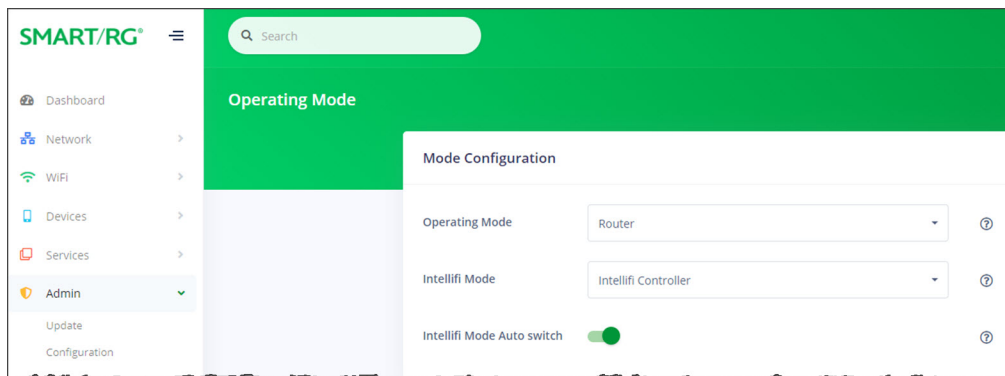 SMART/RG®
Search
Operating Mode
Dashboard
Network
WiFi
Devices
Services
Admin
Update
Configuration
Mode Configuration
Operating Mode Router
Intellifi Mode Intellifi Controller
Intellifi Mode Auto switch